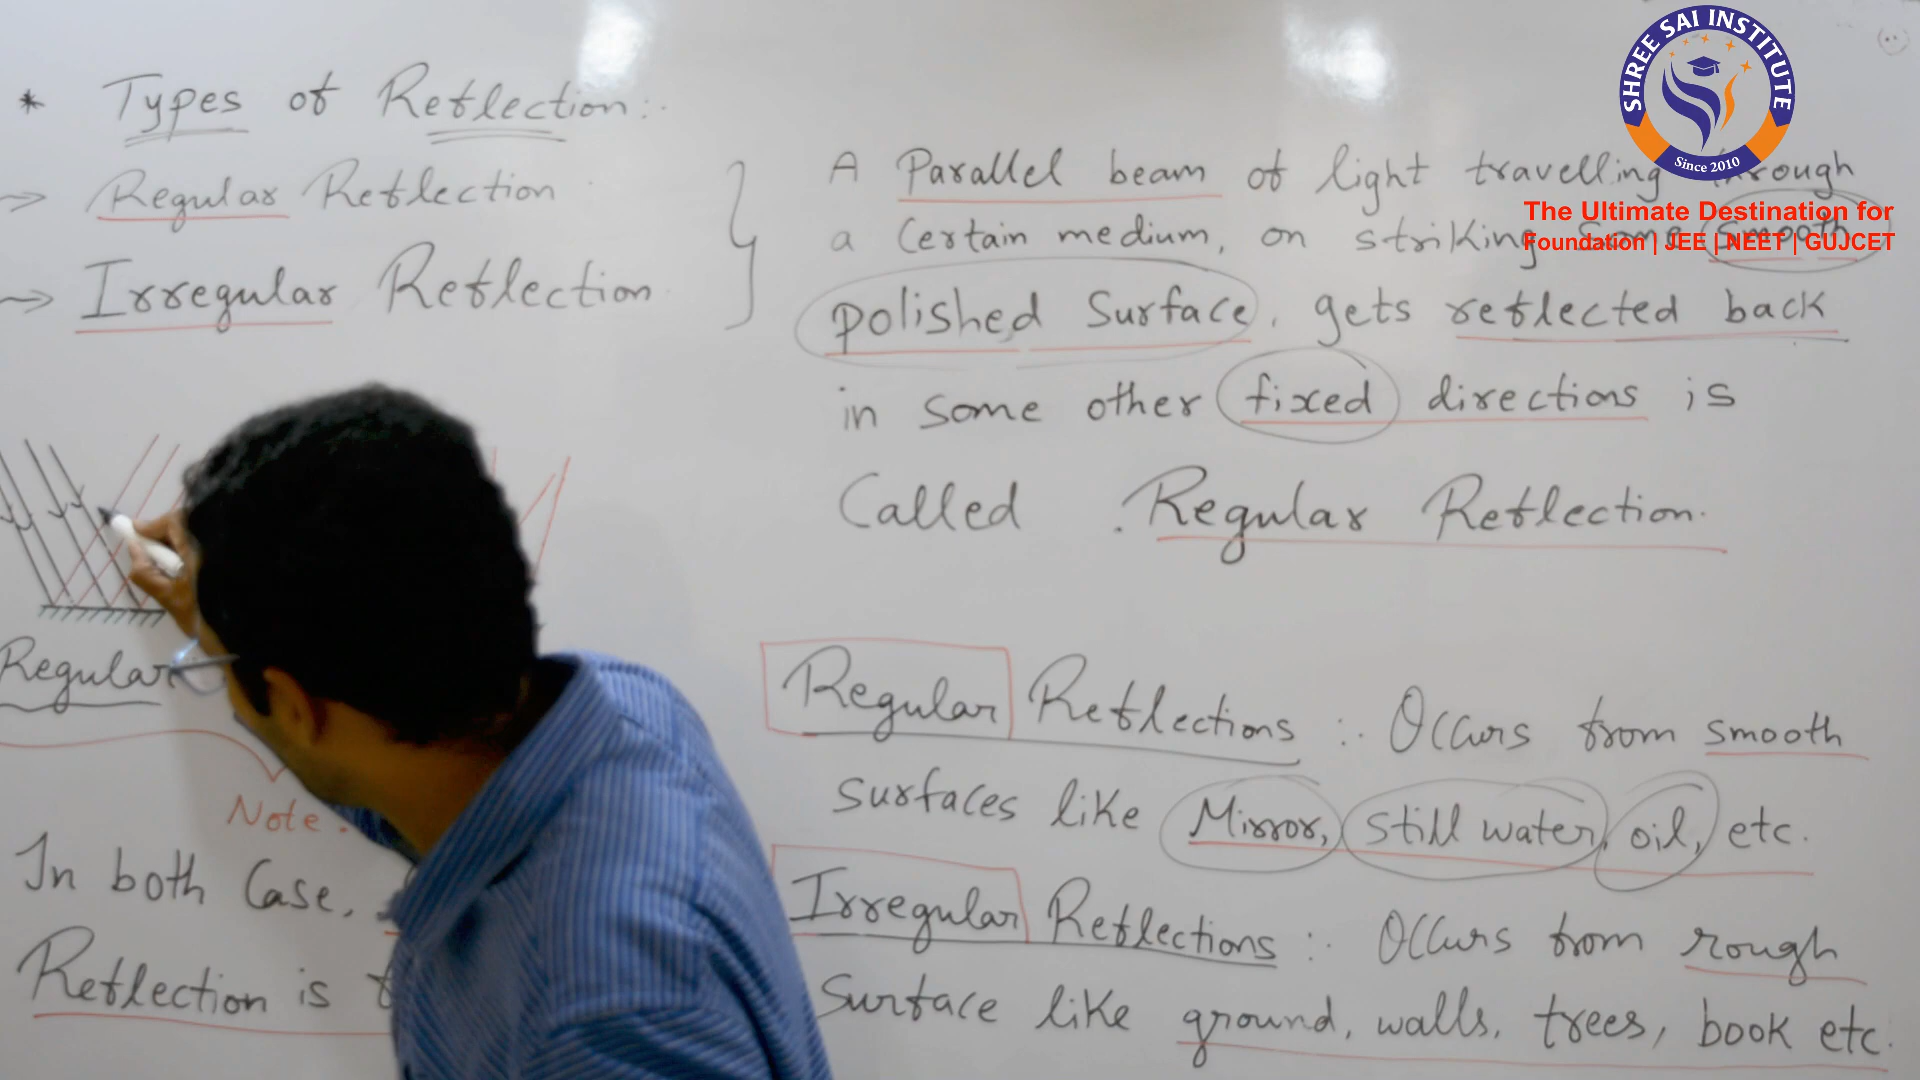 * Types of Reflection:.
→ Regular Reflection
→ Irregular Reflection
A Parallel beam of light travelling through
a certain medium, on striking some smooth
polished Surface, gets reflected back
in some other fixed directions is
Called Regular Reflection.
Regular
Note.
In both Case,
Reflection is
Regular Reflections :. Occurs from smooth
surfaces like Mirror, still water, oil, etc.
Irregular Reflections :. Occurs from rough
Surface like ground, walls, trees, book etc.
SHREE SAI INSTITUTE
Since 2010
The Ultimate Destination for
Foundation | JEE | NEET | GUJCET